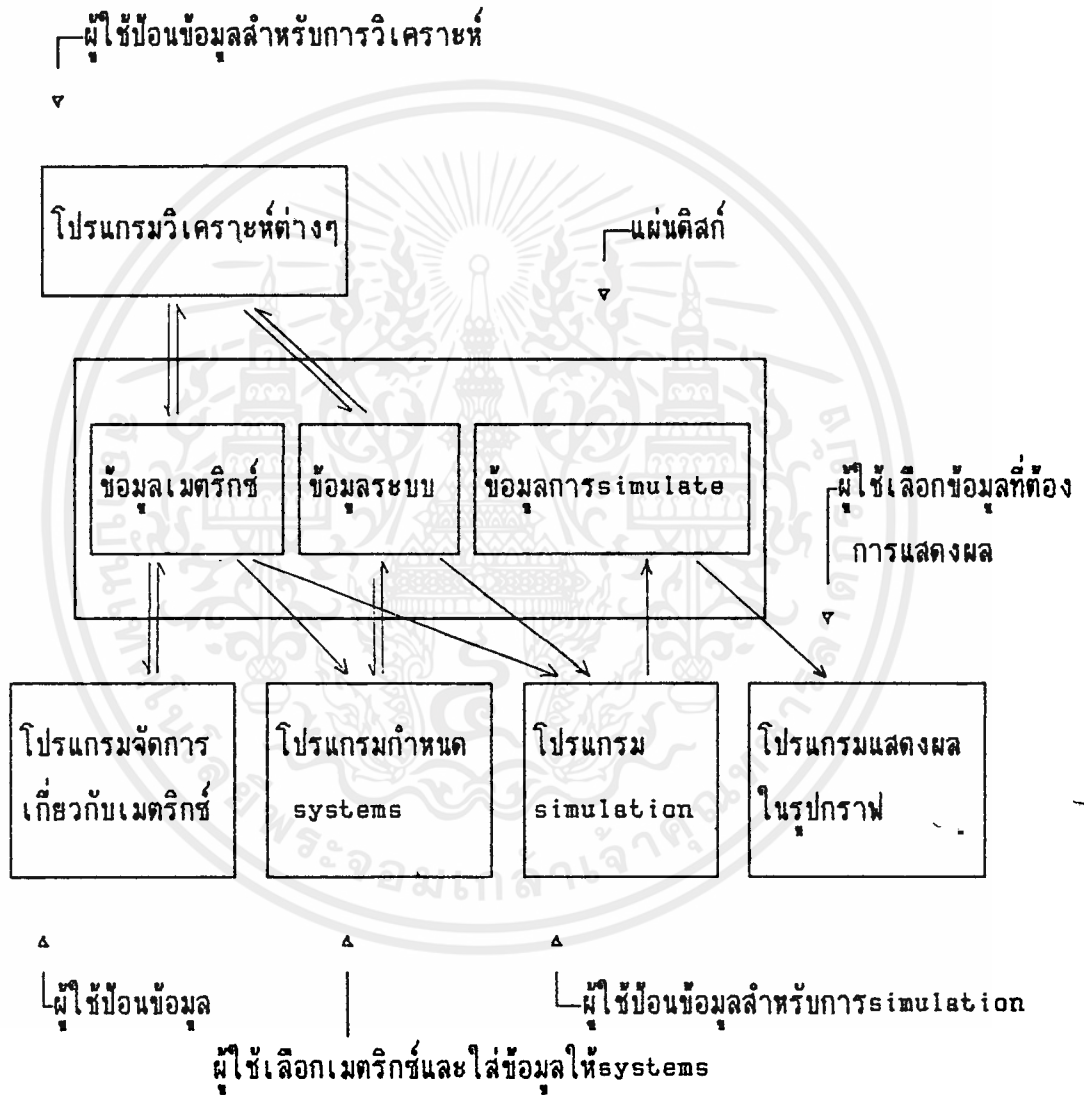 ผู้ใช้ป้อนข้อมูลสำหรับการวิเคราะห์
โปรแกรมวิเคราะห์ต่างๆ
แผ่นดิสก์
ข้อมูลเมตริกซ์
ข้อมูลระบบ
ข้อมูลการsimulate
ผู้ใช้เลือกข้อมูลที่ต้อง
การแสดงผล
โปรแกรมจัดการ
เกี่ยวกับเมตริกซ์
โปรแกรมกำหนด
systems
โปรแกรม
simulation
โปรแกรมแสดงผล
ในรูปกราฟ
ผู้ใช้ป้อนข้อมูล
ผู้ใช้ป้อนข้อมูลสำหรับการsimulation
ผู้ใช้เลือกเมตริกซ์และใส่ข้อมูลให้systems